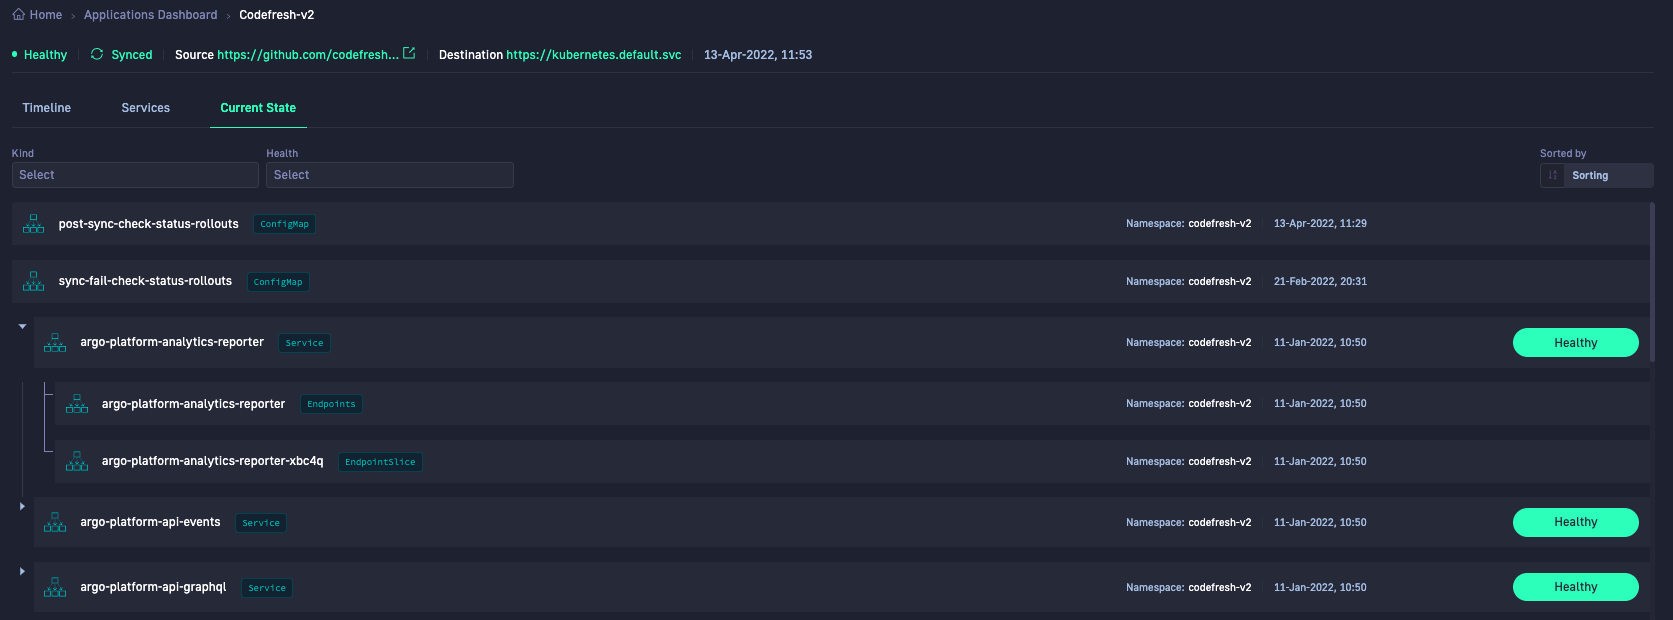 Home > Applications Dashboard > Codefresh-v2
Healthy Synced Source https://github.com/codefresh... Destination https://kubernetes.default.svc 13-Apr-2022, 11:53
Timeline Services Current State
Kind Health Sorted by
Select Select Sorting
post-sync-check-status-rollouts ConfigMap Namespace: codefresh-v2 13-Apr-2022, 11:29
sync-fail-check-status-rollouts ConfigMap Namespace: codefresh-v2 21-Feb-2022, 20:31
argo-platform-analytics-reporter Service Namespace: codefresh-v2 11-Jan-2022, 10:50 Healthy
argo-platform-analytics-reporter Endpoints Namespace: codefresh-v2 11-Jan-2022, 10:50
argo-platform-analytics-reporter-xbc4q EndpointSlice Namespace: codefresh-v2 11-Jan-2022, 10:50
argo-platform-api-events Service Namespace: codefresh-v2 11-Jan-2022, 10:50 Healthy
argo-platform-api-graphql Service Namespace: codefresh-v2 11-Jan-2022, 10:50 Healthy